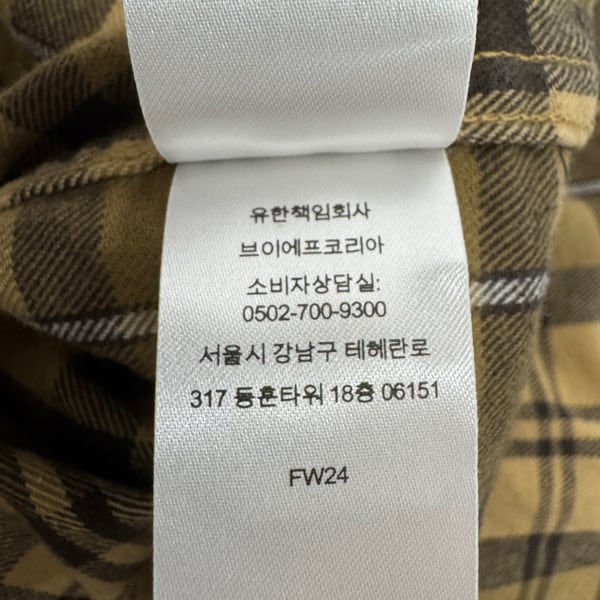 유한책임회사
브이에프코리아
소비자상담실:
0502-700-9300
서울시 강남구 테헤란로
317 동훈타워 18층 06151
FW24